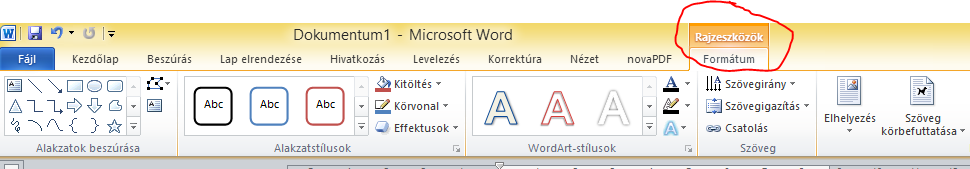 Dokumentum1 - Microsoft Word
Rajzeszközök
Fájl Kezdőlap Beszúrás Lap elrendezése Hivatkozás Levelezés Korrektúra Nézet novaPDF Formátum
Abc Abc Abc
Kitöltés
Körvonal
Effektusok
A A A
Szövegirány
Szövegigazítás
Csatolás
Elhelyezés
Szöveg
körbefuttatása
Alakzatok beszúrása Alakzatstílusok WordArt-stílusok Szöveg